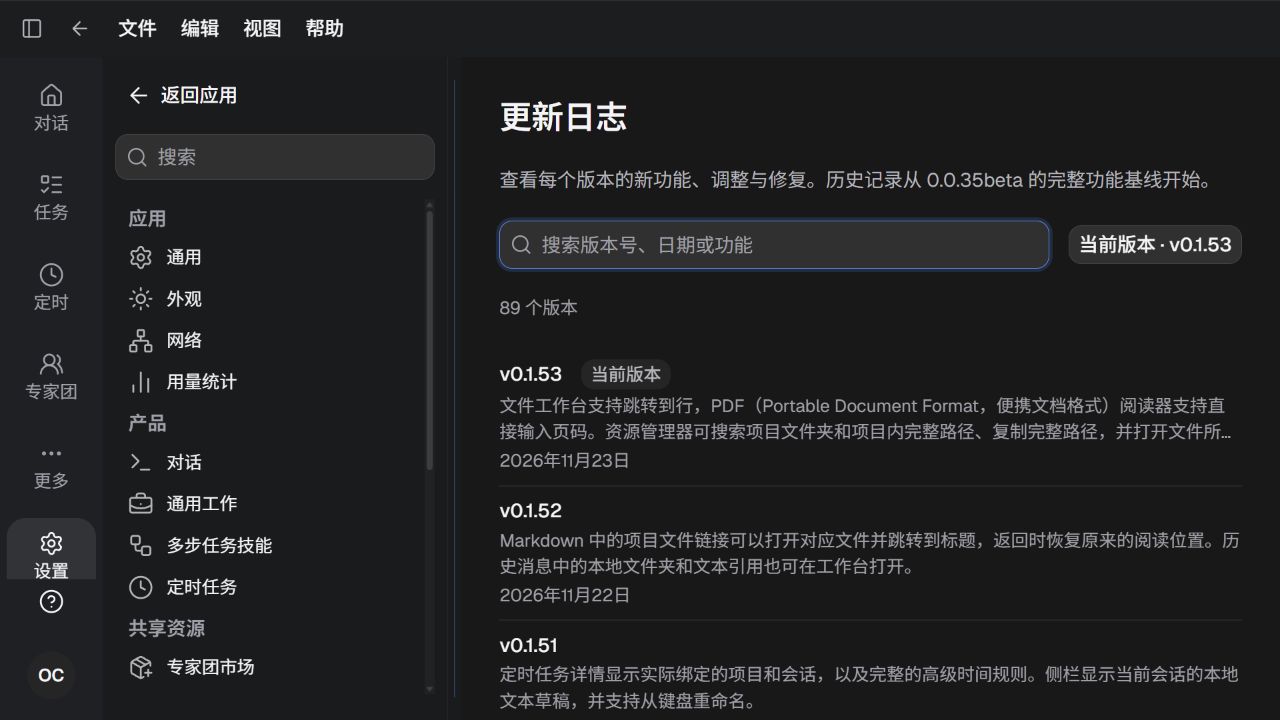 文件 编辑 视图 帮助
对话
任务
定时
专家团
更多
设置
OC
返回应用
搜索
应用
通用
外观
网络
用量统计
产品
对话
通用工作
多步任务技能
定时任务
共享资源
专家团市场
更新日志
查看每个版本的新功能、调整与修复。历史记录从 0.0.35beta 的完整功能基线开始。
搜索版本号、日期或功能
当前版本 · v0.1.53
89 个版本
v0.1.53 当前版本
文件工作台支持跳转到行，PDF（Portable Document Format，便携文档格式）阅读器支持直
接输入页码。资源管理器可搜索项目文件夹和项目内完整路径、复制完整路径，并打开文件所...
2026年11月23日
v0.1.52
Markdown 中的项目文件链接可以打开对应文件并跳转到标题，返回时恢复原来的阅读位置。历
史消息中的本地文件夹和文本引用也可在工作台打开。
2026年11月22日
v0.1.51
定时任务详情显示实际绑定的项目和会话，以及完整的高级时间规则。侧栏显示当前会话的本地
文本草稿，并支持从键盘重命名。